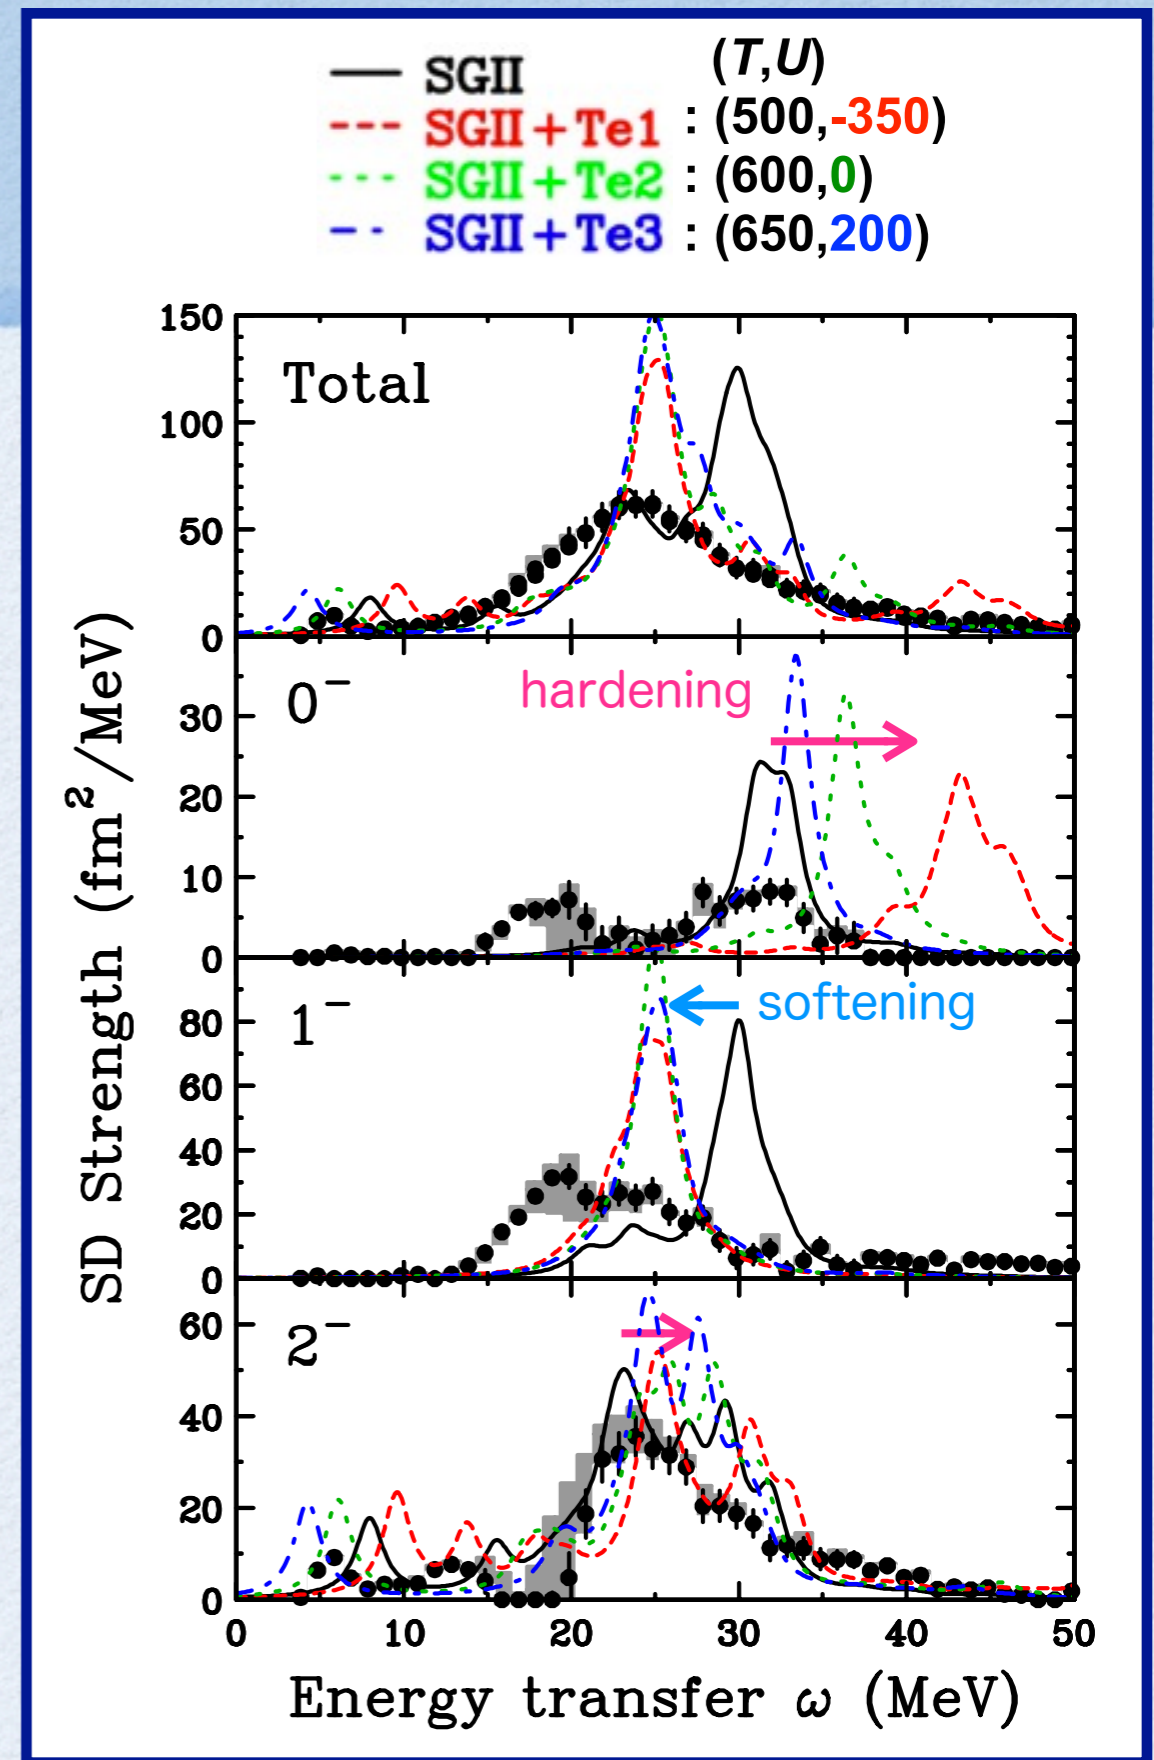 (T,U)
SGII
SGII+Te1 : (500,-350)
SGII+Te2 : (600,0)
SGII+Te3 : (650,200)
150
Total
100
50
0
0⁻
hardening
30
20
10
0
1⁻
softening
80
60
40
20
0
2⁻
60
40
20
0
0 10 20 30 40 50
SD Strength (fm²/MeV)
Energy transfer ω (MeV)